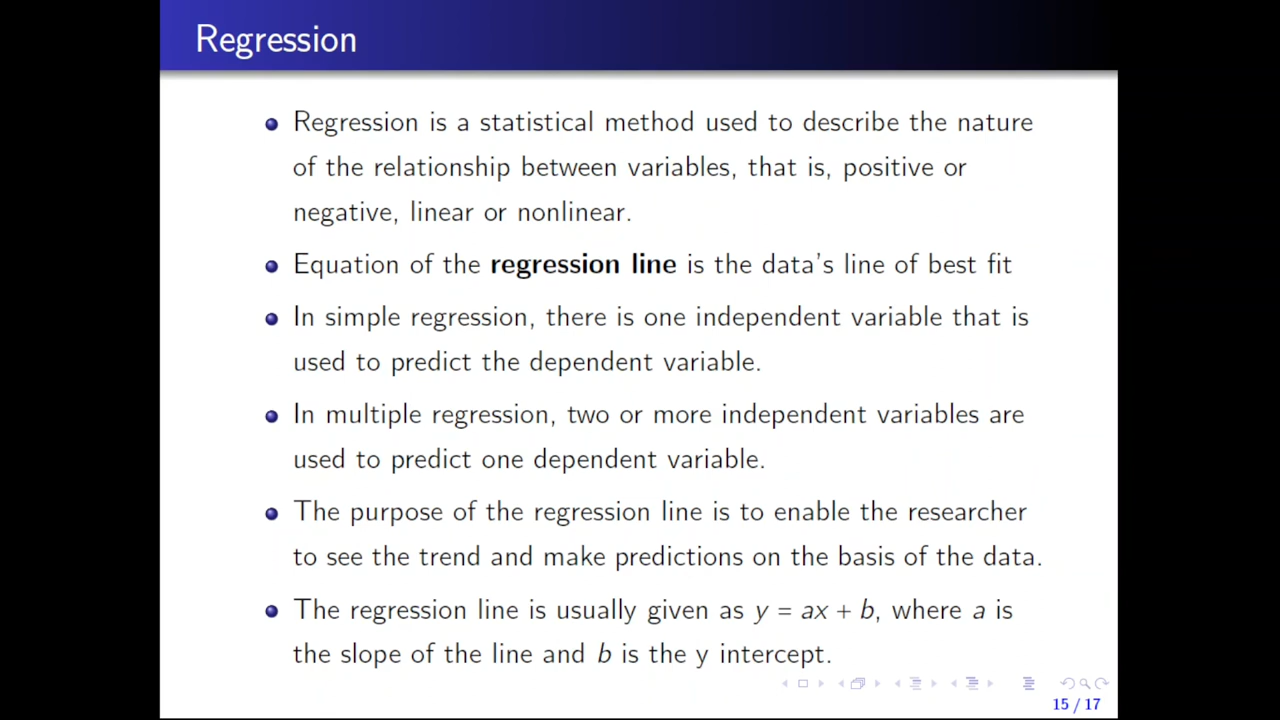 Regression
Regression is a statistical method used to describe the nature
of the relationship between variables, that is, positive or
negative, linear or nonlinear.
Equation of the regression line is the data's line of best fit
In simple regression, there is one independent variable that is
used to predict the dependent variable.
In multiple regression, two or more independent variables are
used to predict one dependent variable.
The purpose of the regression line is to enable the researcher
to see the trend and make predictions on the basis of the data.
The regression line is usually given as y = ax + b, where a is
the slope of the line and b is the y intercept.
15 / 17